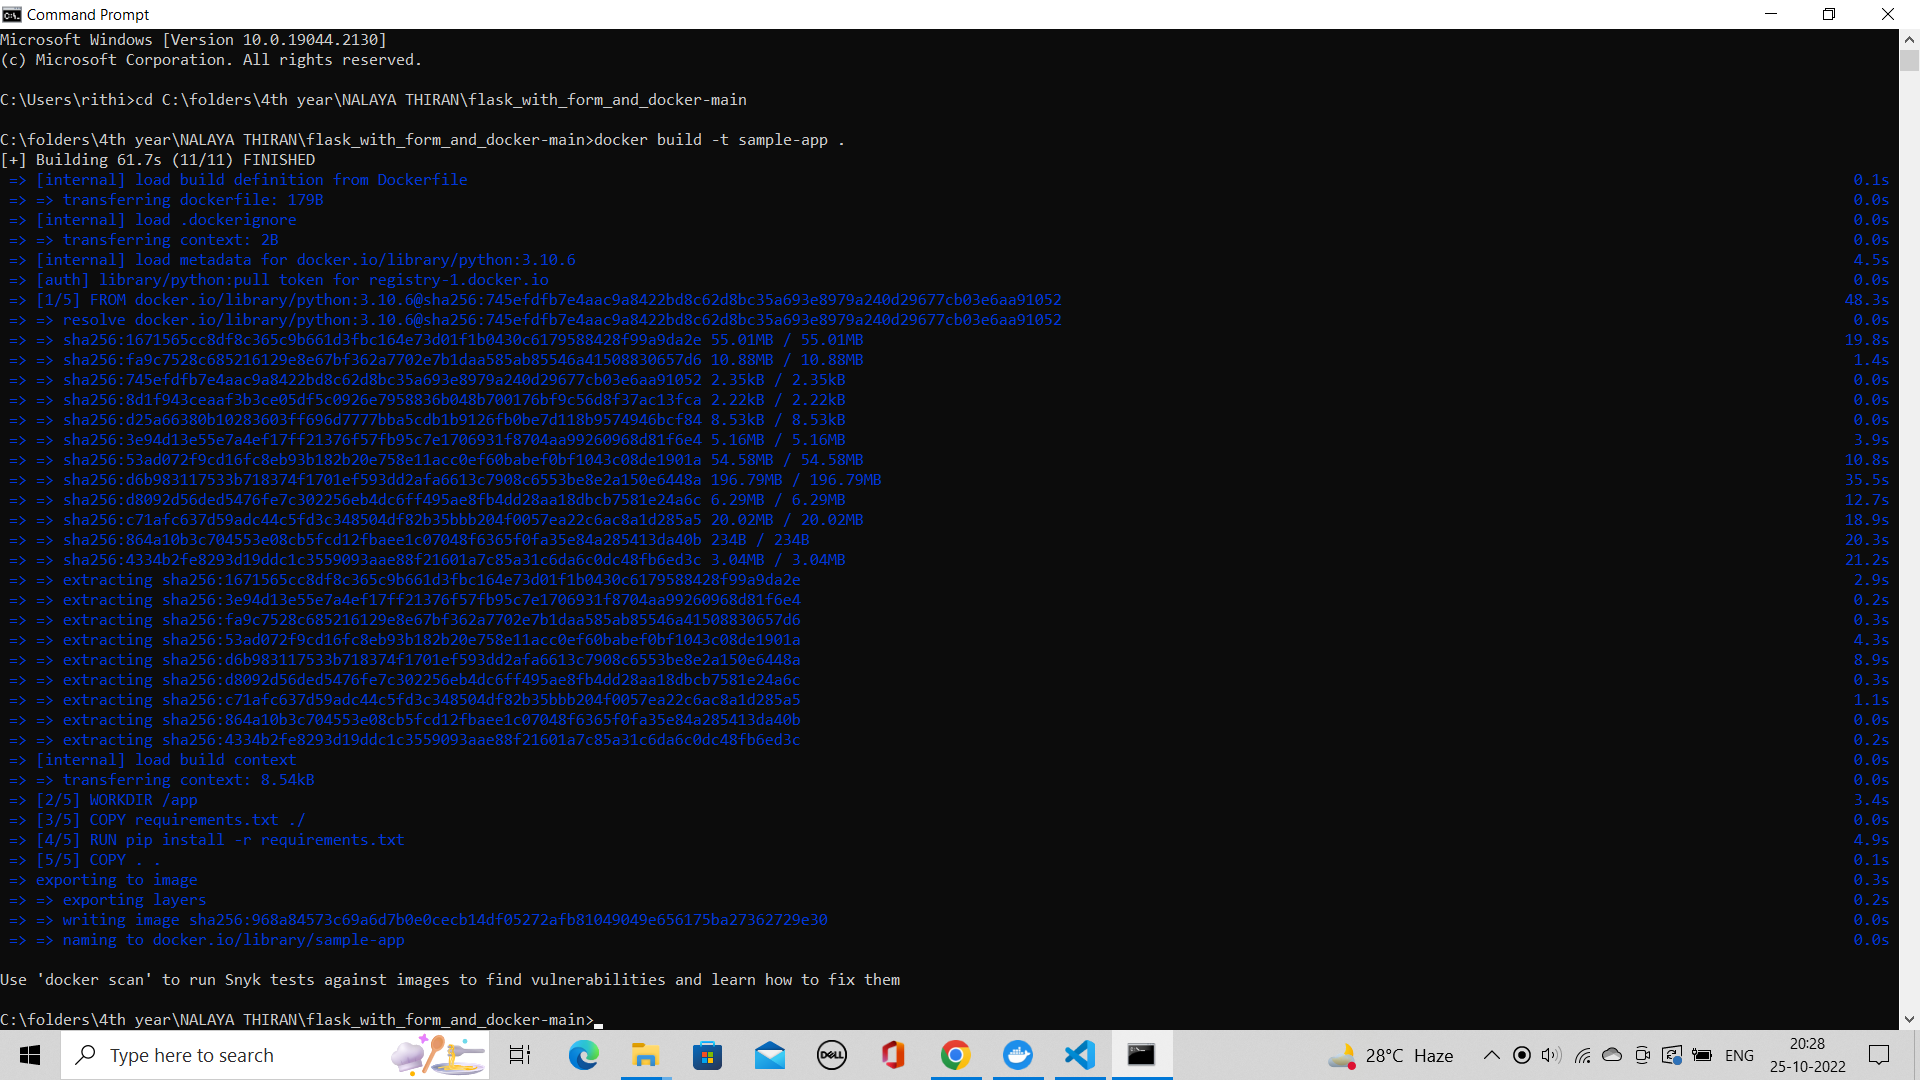 Command Prompt
Microsoft Windows [Version 10.0.19044.2130]
(c) Microsoft Corporation. All rights reserved.
C:\Users\rithi>cd C:\folders\4th year\NALAYA THIRAN\flask_with_form_and_docker-main
C:\folders\4th year\NALAYA THIRAN\flask_with_form_and_docker-main>docker build -t sample-app .
[+] Building 61.7s (11/11) FINISHED
=> [internal] load build definition from Dockerfile 0.1s
=> => transferring dockerfile: 179B 0.0s
=> [internal] load .dockerignore 0.0s
=> => transferring context: 2B 0.0s
=> [internal] load metadata for docker.io/library/python:3.10.6 4.5s
=> [auth] library/python:pull token for registry-1.docker.io 0.0s
=> [1/5] FROM docker.io/library/python:3.10.6@sha256:745efdfb7e4aac9a8422bd8c62d8bc35a693e8979a240d29677cb03e6aa91052 48.3s
=> => resolve docker.io/library/python:3.10.6@sha256:745efdfb7e4aac9a8422bd8c62d8bc35a693e8979a240d29677cb03e6aa91052 0.0s
=> => sha256:1671565cc8df8c365c9b661d3fbc164e73d01f1b0430c6179588428f99a9da2e 55.01MB / 55.01MB 19.8s
=> => sha256:fa9c7528c685216129e8e67bf362a7702e7b1daa585ab85546a41508830657d6 10.88MB / 10.88MB 1.4s
=> => sha256:745efdfb7e4aac9a8422bd8c62d8bc35a693e8979a240d29677cb03e6aa91052 2.35kB / 2.35kB 0.0s
=> => sha256:8d1f943ceaaf3b3ce05df5c0926e7958836b048b700176bf9c56d8f37ac13fca 2.22kB / 2.22kB 0.0s
=> => sha256:d25a66380b10283603ff696d7777bba5cdb1b9126fb0be7d118b9574946bcf84 8.53kB / 8.53kB 0.0s
=> => sha256:3e94d13e55e7a4ef17ff21376f57fb95c7e1706931f8704aa99260968d81f6e4 5.16MB / 5.16MB 3.9s
=> => sha256:53ad072f9cd16fc8eb93b182b20e758e11acc0ef60babef0bf1043c08de1901a 54.58MB / 54.58MB 10.8s
=> => sha256:d6b983117533b718374f1701ef593dd2afa6613c7908c6553be8e2a150e6448a 196.79MB / 196.79MB 35.5s
=> => sha256:d8092d56ded5476fe7c302256eb4dc6ff495ae8fb4dd28aa18dbcb7581e24a6c 6.29MB / 6.29MB 12.7s
=> => sha256:c71afc637d59adc44c5fd3c348504df82b35bbb204f0057ea22c6ac8a1d285a5 20.02MB / 20.02MB 18.9s
=> => sha256:864a10b3c704553e08cb5fcd12fbaee1c07048f6365f0fa35e84a285413da40b 234B / 234B 20.3s
=> => sha256:4334b2fe8293d19ddc1c3559093aae88f21601a7c85a31c6da6c0dc48fb6ed3c 3.04MB / 3.04MB 21.2s
=> => extracting sha256:1671565cc8df8c365c9b661d3fbc164e73d01f1b0430c6179588428f99a9da2e 2.9s
=> => extracting sha256:3e94d13e55e7a4ef17ff21376f57fb95c7e1706931f8704aa99260968d81f6e4 0.2s
=> => extracting sha256:fa9c7528c685216129e8e67bf362a7702e7b1daa585ab85546a41508830657d6 0.3s
=> => extracting sha256:53ad072f9cd16fc8eb93b182b20e758e11acc0ef60babef0bf1043c08de1901a 4.3s
=> => extracting sha256:d6b983117533b718374f1701ef593dd2afa6613c7908c6553be8e2a150e6448a 8.9s
=> => extracting sha256:d8092d56ded5476fe7c302256eb4dc6ff495ae8fb4dd28aa18dbcb7581e24a6c 0.3s
=> => extracting sha256:c71afc637d59adc44c5fd3c348504df82b35bbb204f0057ea22c6ac8a1d285a5 1.1s
=> => extracting sha256:864a10b3c704553e08cb5fcd12fbaee1c07048f6365f0fa35e84a285413da40b 0.0s
=> => extracting sha256:4334b2fe8293d19ddc1c3559093aae88f21601a7c85a31c6da6c0dc48fb6ed3c 0.2s
=> [internal] load build context 0.0s
=> => transferring context: 8.54kB 0.0s
=> [2/5] WORKDIR /app 3.4s
=> [3/5] COPY requirements.txt ./ 0.0s
=> [4/5] RUN pip install -r requirements.txt 4.9s
=> [5/5] COPY . . 0.1s
=> exporting to image 0.3s
=> => exporting layers 0.2s
=> => writing image sha256:968a84573c69a6d7b0e0cecb14df05272afb81049049e656175ba27362729e30 0.0s
=> => naming to docker.io/library/sample-app 0.0s
Use 'docker scan' to run Snyk tests against images to find vulnerabilities and learn how to fix them
C:\folders\4th year\NALAYA THIRAN\flask_with_form_and_docker-main>
Type here to search
DELL
28°C Haze
ENG
20:28
25-10-2022